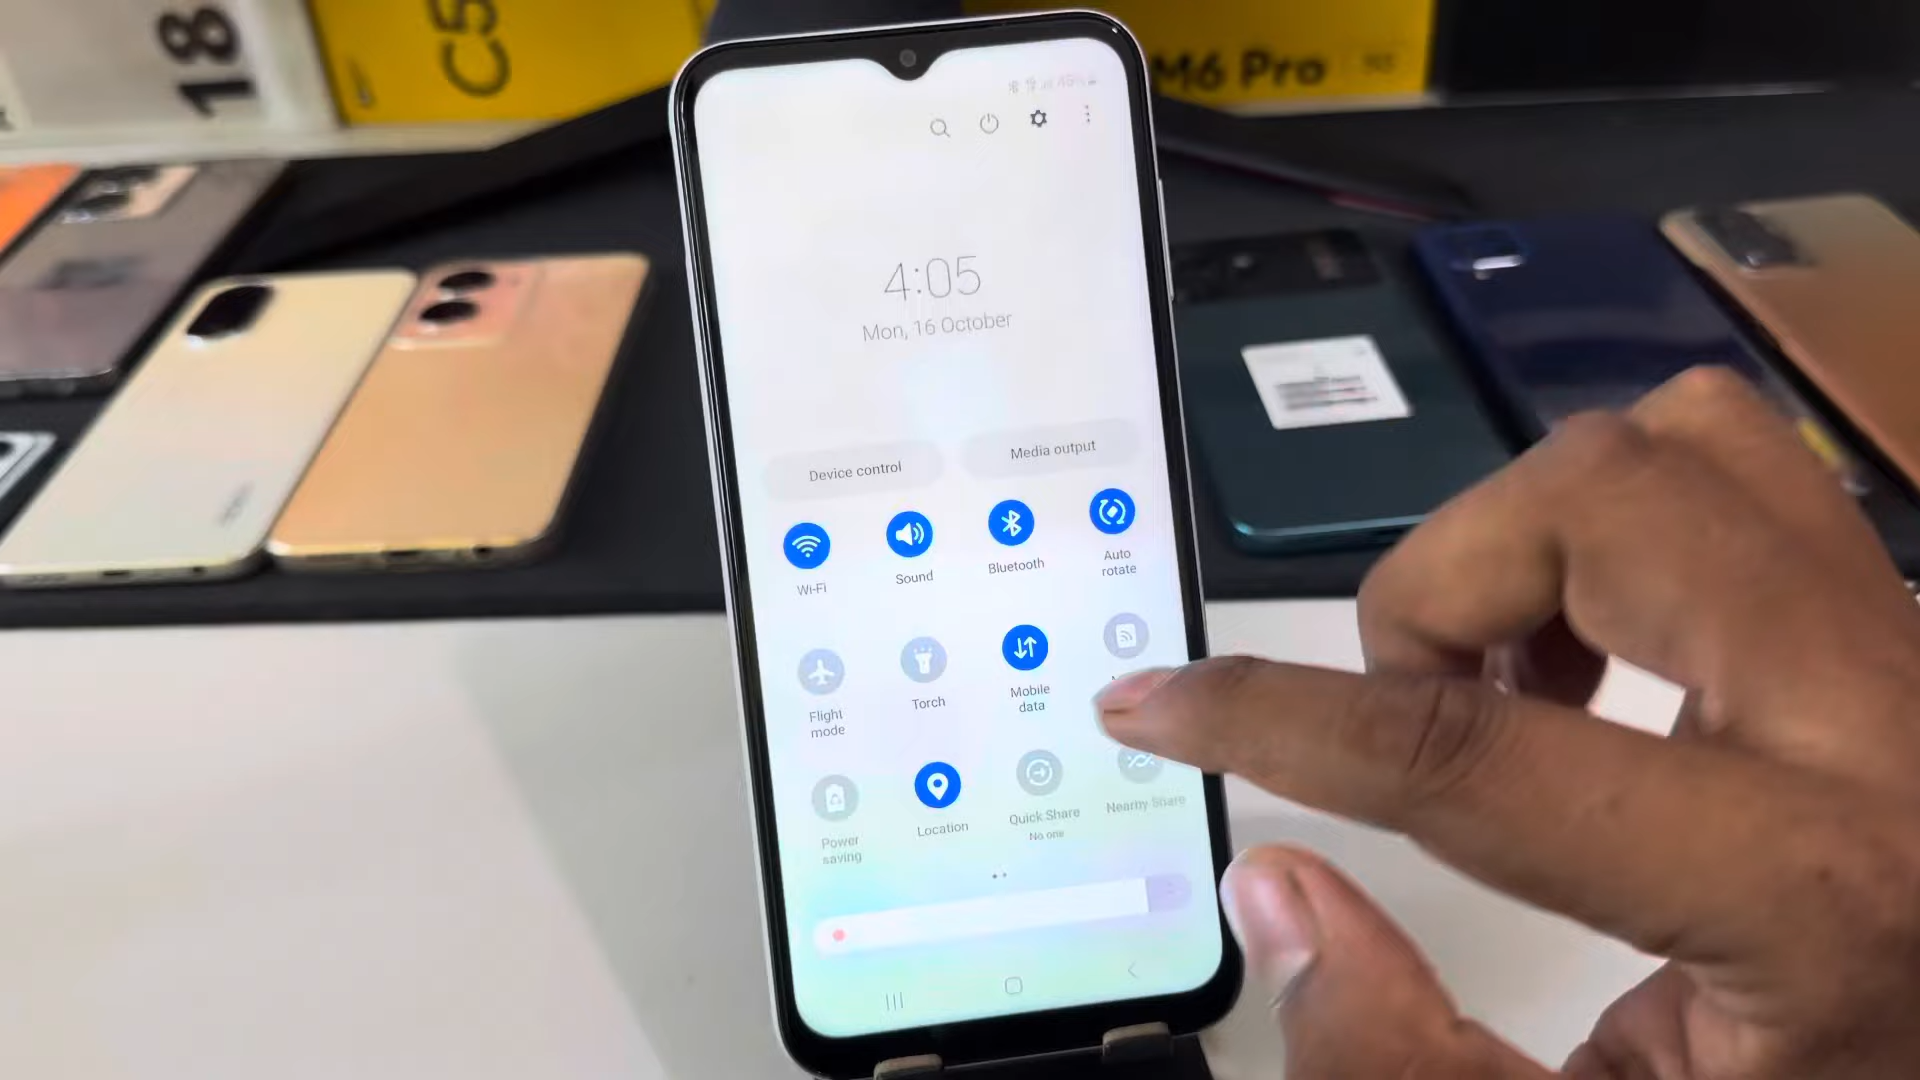 18
C5
M6 Pro
4:05
Mon, 16 October
Device control
Media output
Wi-Fi
Sound
Bluetooth
Auto
rotate
Flight
mode
Torch
Mobile
data
Power
saving
Location
Quick Share
No one
Nearby Share